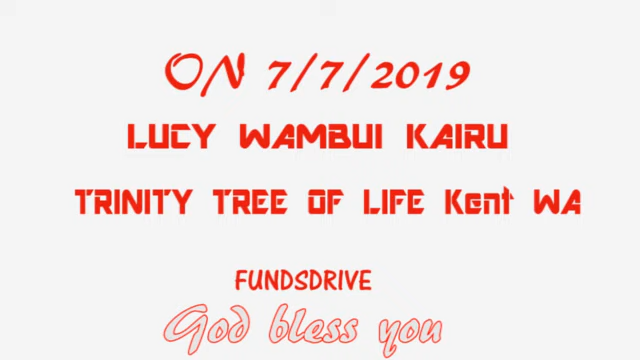 ON 7/7/2019
LUCY WAMBUI KAIRU
TRINITY TREE OF LIFE Kent WA
FUNDSDRIVE
God bless you